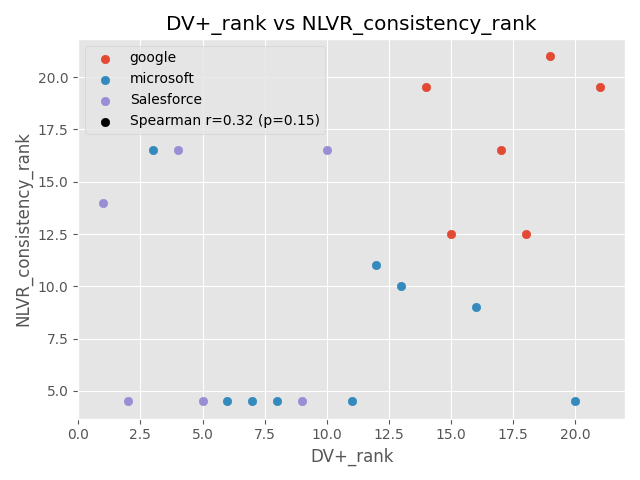 DV+_rank vs NLVR_consistency_rank
google
microsoft
Salesforce
Spearman r=0.32 (p=0.15)
NLVR_consistency_rank
20.0
17.5
15.0
12.5
10.0
7.5
5.0
0.0 2.5 5.0 7.5 10.0 12.5 15.0 17.5 20.0
DV+_rank